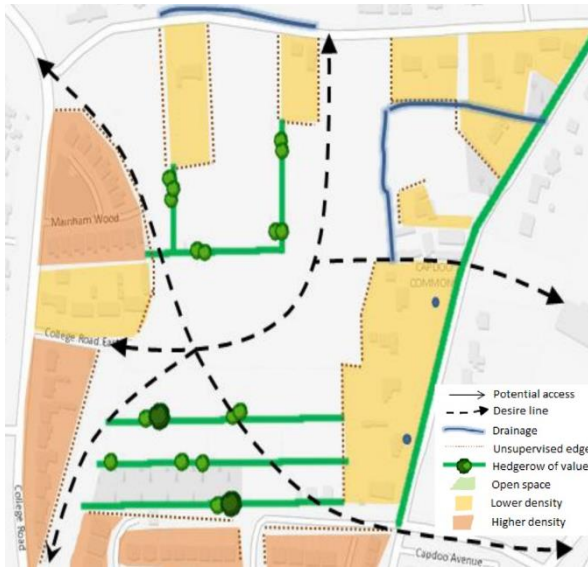 Mainham Wood
CAPDOO
COMMON
College Road East
College Road
Capdoo Avenue
Potential access
Desire line
Drainage
Unsupervised edge
Hedgerow of value
Open space
Lower density
Higher density